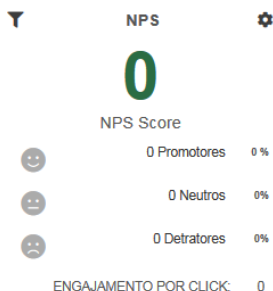 NPS
0
NPS Score
0 Promotores 0 %
0 Neutros 0%
0 Detratores 0%
ENGAJAMENTO POR CLICK: 0